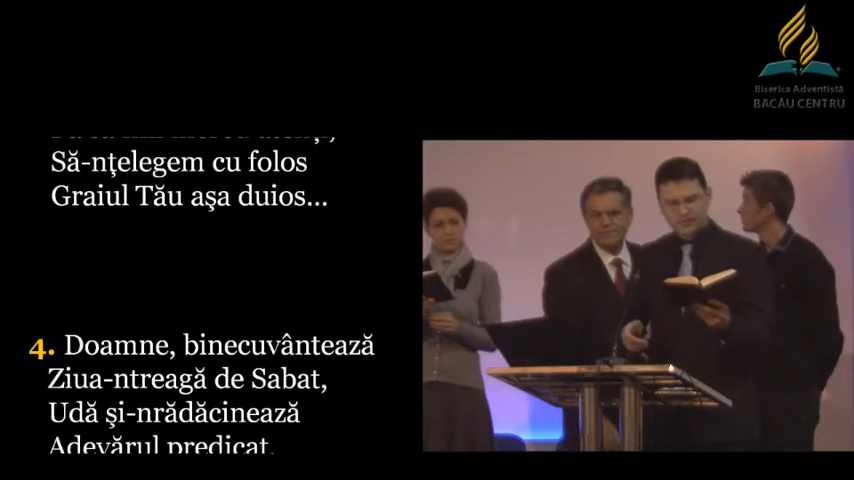 Biserica Adventistă
BACĂU CENTRU
Să-nţelegem cu folos
Graiul Tău aşa duios...
4. Doamne, binecuvântează
Ziua-ntreagă de Sabat,
Udă şi-nrădăcinează
Adevărul predicat.